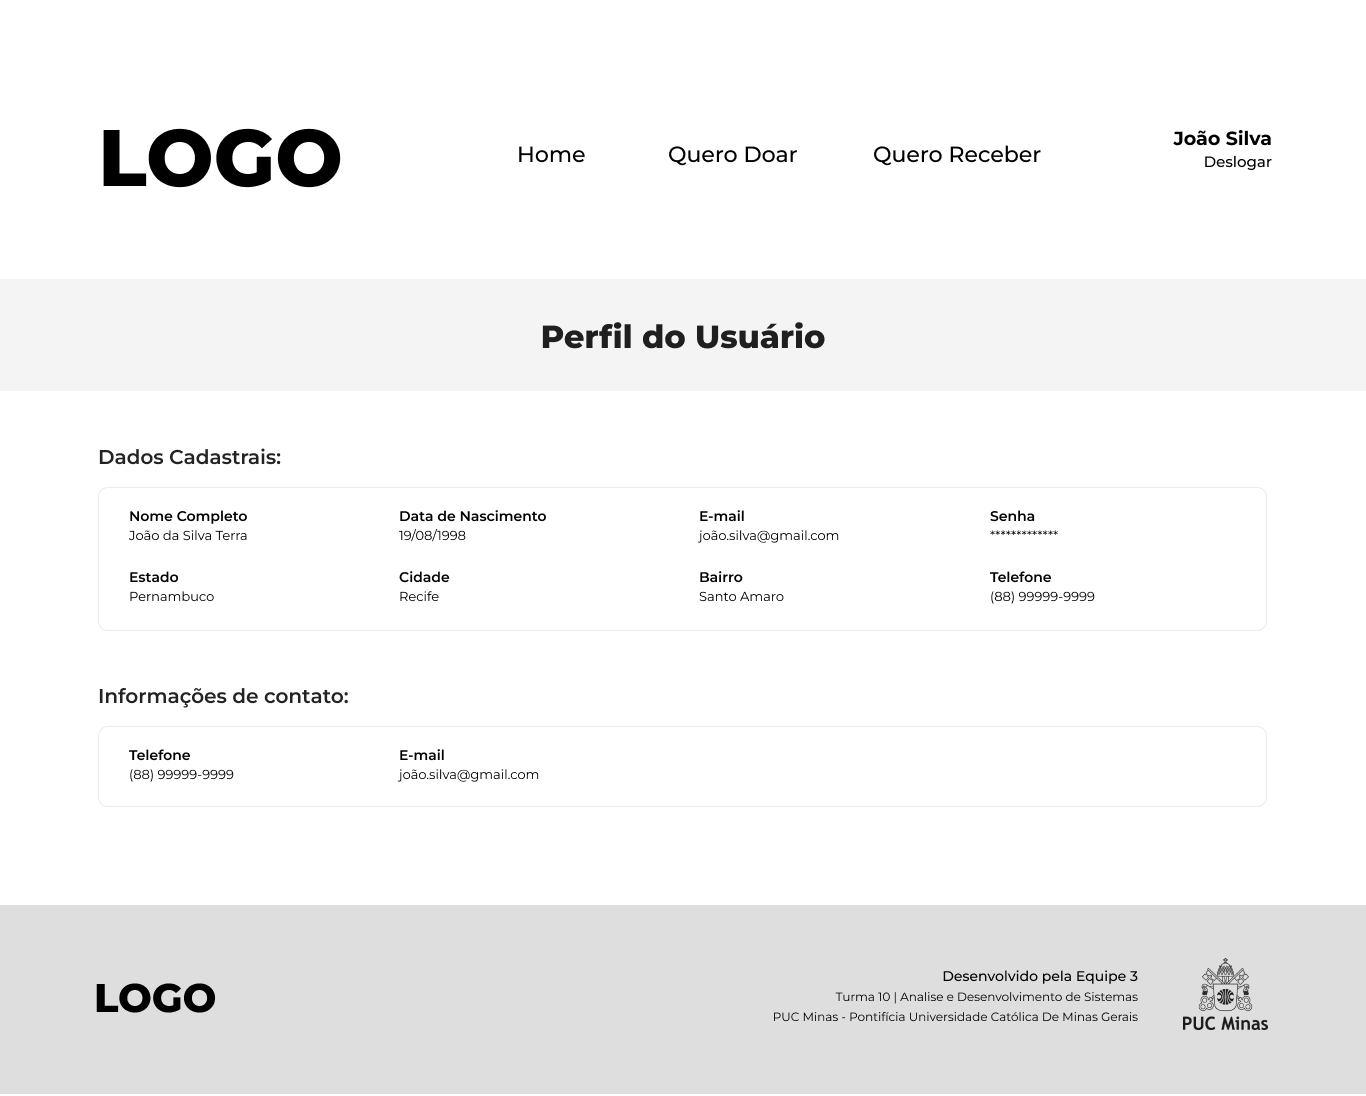 LOGO
Home
Quero Doar
Quero Receber
João Silva
Deslogar
Perfil do Usuário
Dados Cadastrais:
Nome Completo
João da Silva Terra
Data de Nascimento
19/08/1998
E-mail
joão.silva@gmail.com
Senha
*************
Estado
Pernambuco
Cidade
Recife
Bairro
Santo Amaro
Telefone
(88) 99999-9999
Informações de contato:
Telefone
(88) 99999-9999
E-mail
joão.silva@gmail.com
LOGO
Desenvolvido pela Equipe 3
Turma 10 | Analise e Desenvolvimento de Sistemas
PUC Minas - Pontifícia Universidade Católica De Minas Gerais
PUC Minas